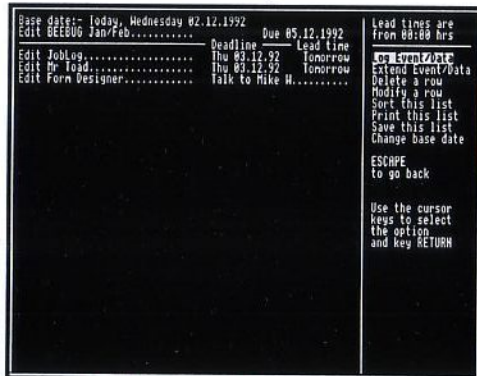 Base date:- Today, Wednesday 02.12.1992
Edit BEEBUG Jan/Feb........... Due 05.12.1992
Deadline Lead time
Edit JobLog................... Thu 03.12.92 Tomorrow
Edit Mr Toad.................. Thu 03.12.92 Tomorrow
Edit Form Designer............ Talk to Mike W..........
Lead times are
from 00:00 hrs
Log Event/Data
Extend Event/Data
Delete a row
Modify a row
Sort this list
Print this list
Save this list
Change base date
ESCAPE
to go back
Use the cursor
keys to select
the option
and key RETURN